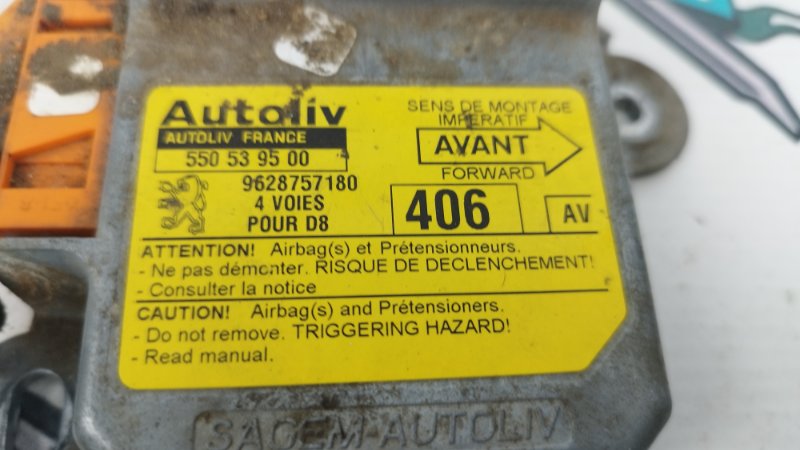 Autoliv
AUTOLIV FRANCE
550 53 95 00
SENS DE MONTAGE
IMPERATIF
AVANT
FORWARD
9628757180
4 VOIES
POUR D8
406
AV
ATTENTION! Airbag(s) et Prétensionneurs.
- Ne pas démonter. RISQUE DE DECLENCHEMENT!
- Consulter la notice
CAUTION! Airbag(s) and Prétensioners.
- Do not remove. TRIGGERING HAZARD!
- Read manual.
SAGEM-AUTOLIV